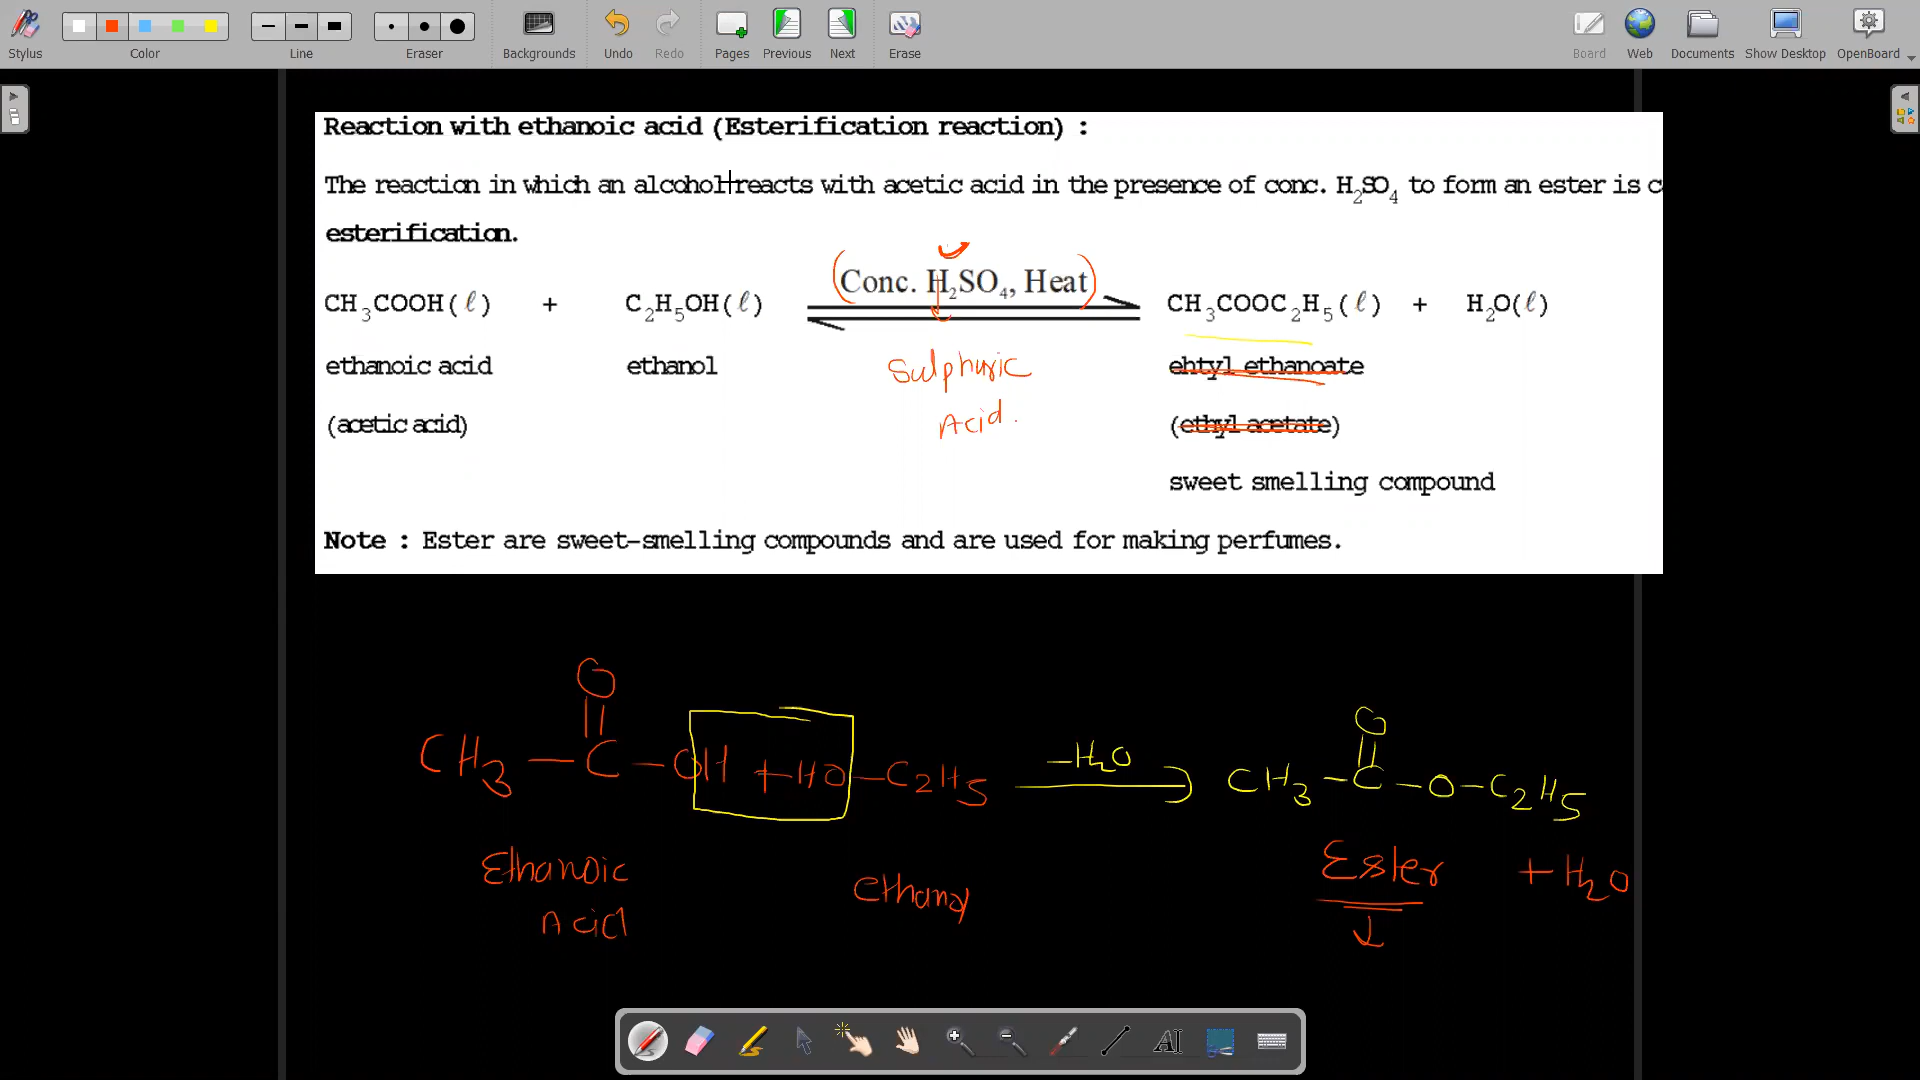 Stylus Color Line Eraser Backgrounds Undo Redo Pages Previous Next Erase Board Web Documents Show Desktop OpenBoard
Reaction with ethanoic acid (Esterification reaction) :
The reaction in which an alcohol reacts with acetic acid in the presence of conc. H₂SO₄ to form an ester is c
esterification.
Conc. H₂SO₄, Heat
CH₃COOH(ℓ) + C₂H₅OH(ℓ) ⇌ CH₃COOC₂H₅(ℓ) + H₂O(ℓ)
ethanoic acid ethanol Sulphuric ehtyl ethanoate
(acetic acid) Acid. (ethyl acetate)
sweet smelling compound
Note : Ester are sweet-smelling compounds and are used for making perfumes.
O O
CH₃ — C — OH + HO — C₂H₅ —H₂O → CH₃ — C — O — C₂H₅
Ethanoic Ester + H₂O
Acid